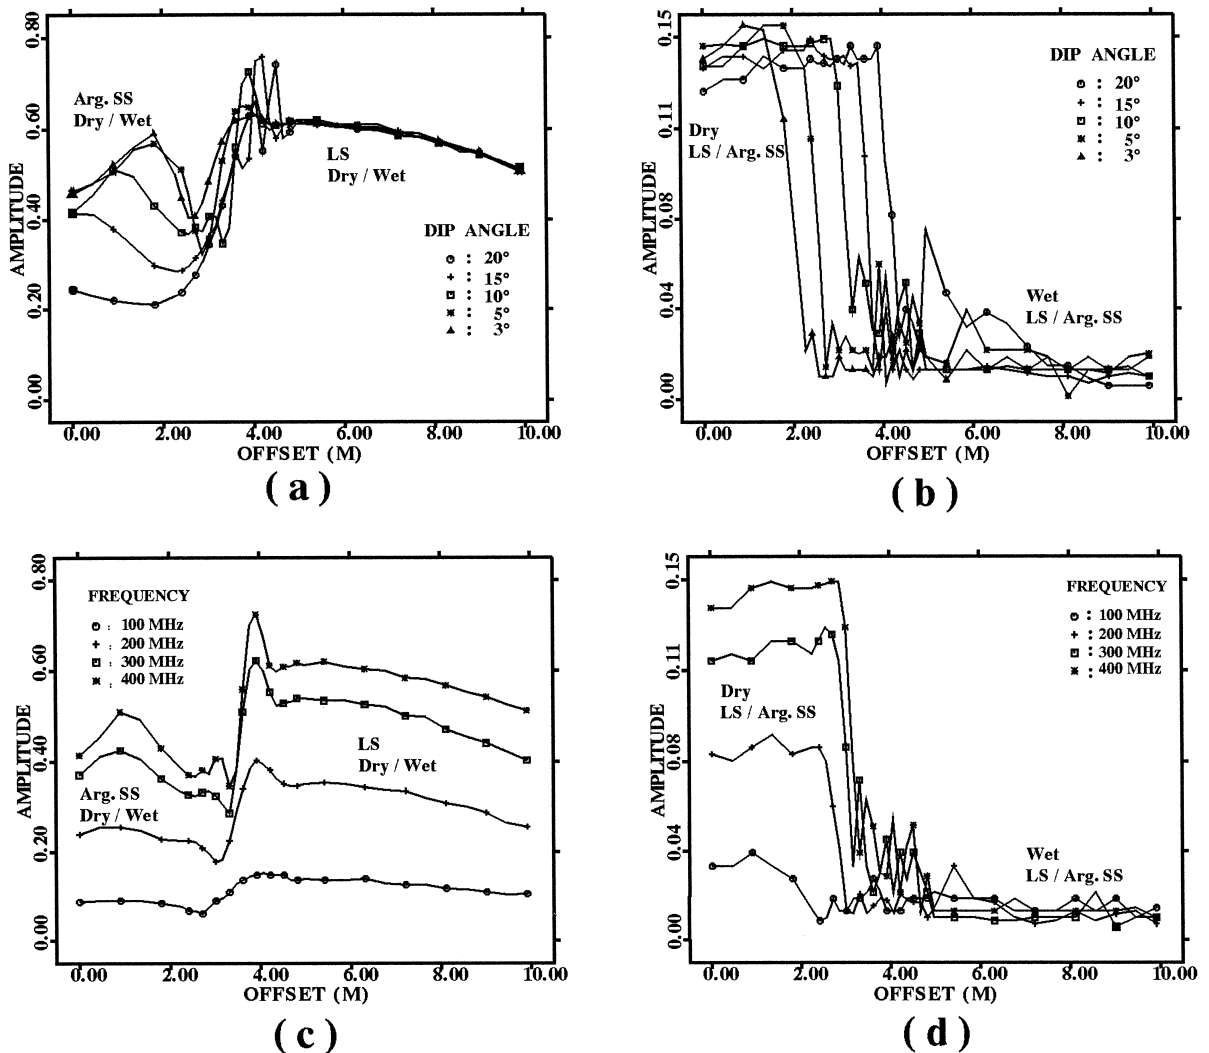 0.80
0.60
0.40
0.20
0.00
AMPLITUDE
Arg. SS
Dry / Wet
LS
Dry / Wet
DIP ANGLE
: 20°
: 15°
: 10°
: 5°
: 3°
0.00 2.00 4.00 6.00 8.00 10.00
OFFSET (M)
( a )
0.15
0.11
0.08
0.04
0.00
AMPLITUDE
DIP ANGLE
: 20°
: 15°
: 10°
: 5°
: 3°
Dry
LS / Arg. SS
Wet
LS / Arg. SS
0.00 2.00 4.00 6.00 8.00 10.00
OFFSET (M)
( b )
0.80
0.60
0.40
0.20
0.00
AMPLITUDE
FREQUENCY
: 100 MHz
: 200 MHz
: 300 MHz
: 400 MHz
LS
Dry / Wet
Arg. SS
Dry / Wet
0.00 2.00 4.00 6.00 8.00 10.00
OFFSET (M)
( c )
0.15
0.11
0.08
0.04
0.00
AMPLITUDE
FREQUENCY
: 100 MHz
: 200 MHz
: 300 MHz
: 400 MHz
Dry
LS / Arg. SS
Wet
LS / Arg. SS
0.00 2.00 4.00 6.00 8.00 10.00
OFFSET (M)
( d )